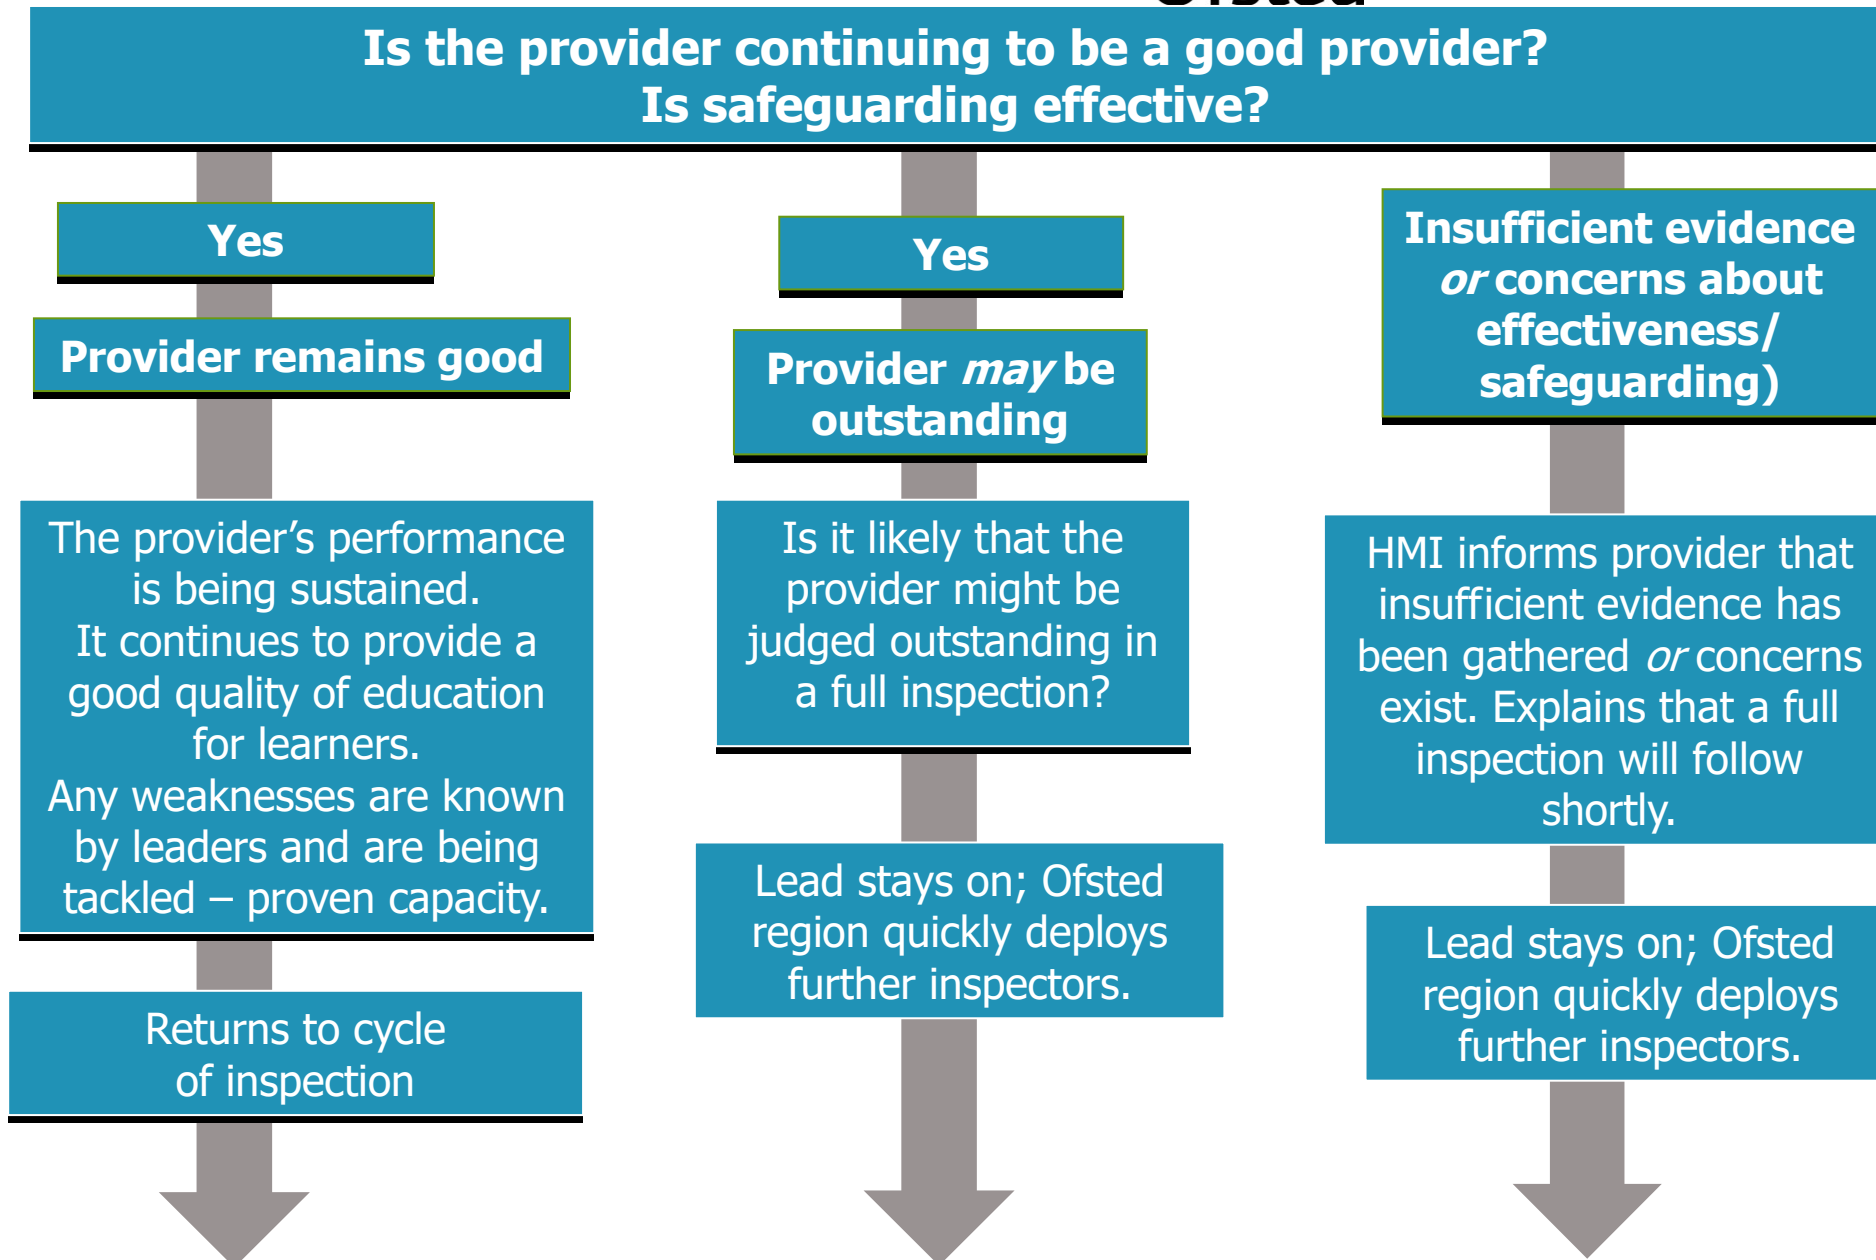 Ofsted
Is the provider continuing to be a good provider?
Is safeguarding effective?
Yes
Provider remains good
The provider’s performance
is being sustained.
It continues to provide a
good quality of education
for learners.
Any weaknesses are known
by leaders and are being
tackled – proven capacity.
Returns to cycle
of inspection
Yes
Provider may be
outstanding
Is it likely that the
provider might be
judged outstanding in
a full inspection?
Lead stays on; Ofsted
region quickly deploys
further inspectors.
Insufficient evidence
or concerns about
effectiveness/
safeguarding)
HMI informs provider that
insufficient evidence has
been gathered or concerns
exist. Explains that a full
inspection will follow
shortly.
Lead stays on; Ofsted
region quickly deploys
further inspectors.